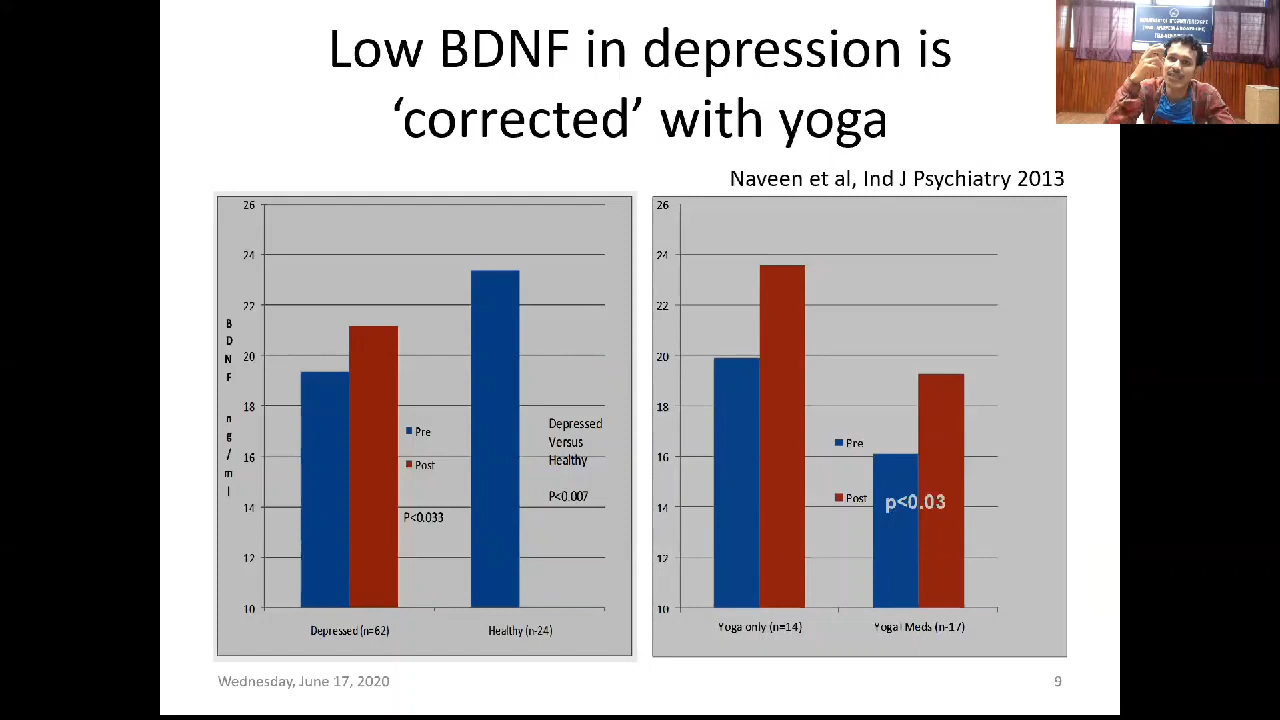 Low BDNF in depression is
‘corrected’ with yoga
Naveen et al, Ind J Psychiatry 2013
26
24
22
20
18
16
14
12
10
BDNF ng/ml
Pre
Post
P<0.033
Depressed
Versus
Healthy
P<0.007
Depressed (n=62)
Healthy (n-24)
26
24
22
20
18
16
14
12
10
Pre
Post
p<0.03
Yoga only (n=14)
Yoga! Meds (n-17)
Wednesday, June 17, 2020
9